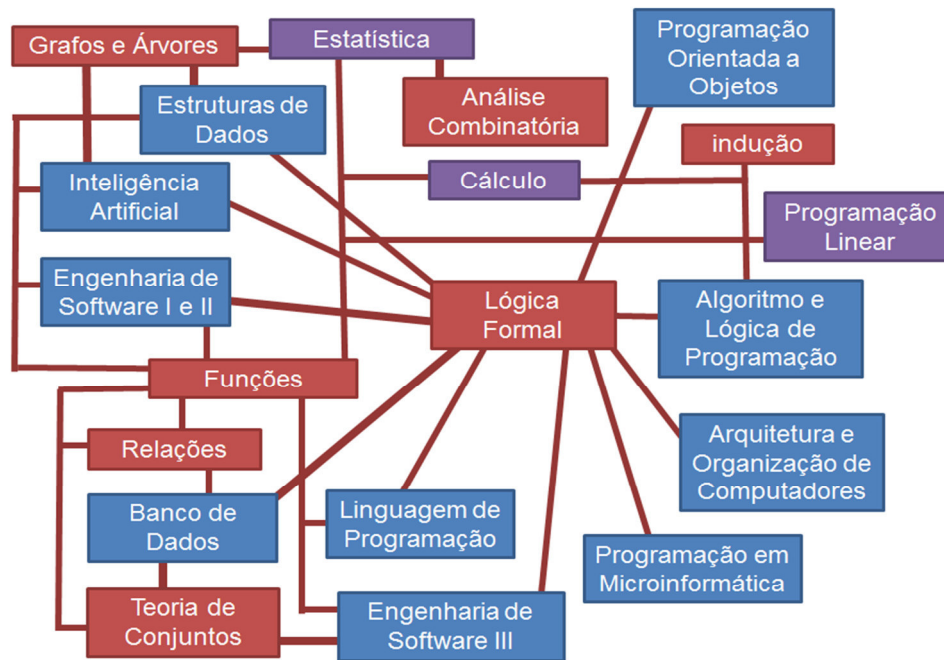 Grafos e Árvores
Estatística
Programação
Orientada a
Objetos
Estruturas de
Dados
Análise
Combinatória
indução
Inteligência
Artificial
Cálculo
Programação
Linear
Engenharia de
Software I e II
Lógica
Formal
Algoritmo e
Lógica de
Programação
Funções
Relações
Arquitetura e
Organização de
Computadores
Banco de
Dados
Linguagem de
Programação
Programação em
Microinformática
Teoria de
Conjuntos
Engenharia de
Software III